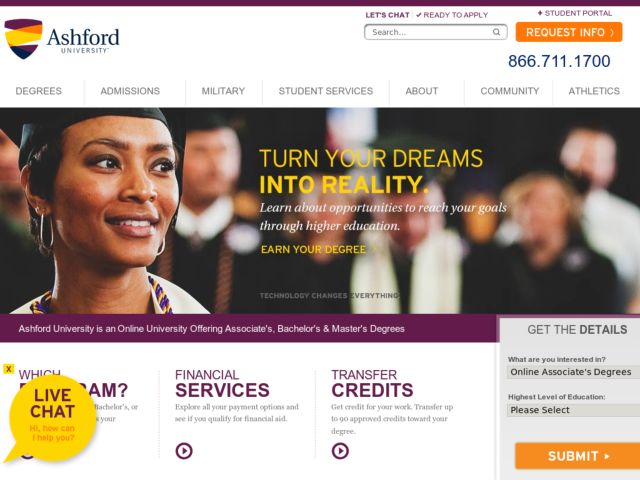 LET'S CHAT | ✓ READY TO APPLY
+ STUDENT PORTAL
Ashford
UNIVERSITY
Search...
REQUEST INFO
866.711.1700
DEGREES
ADMISSIONS
MILITARY
STUDENT SERVICES
ABOUT
COMMUNITY
ATHLETICS
TURN YOUR DREAMS
INTO REALITY.
Learn about opportunities to reach your goals
through higher education.
EARN YOUR DEGREE >
TECHNOLOGY CHANGES EVERYTHING
Ashford University is an Online University Offering Associate's, Bachelor's & Master's Degrees
GET THE DETAILS
What are you interested in?
Online Associate's Degrees
Highest Level of Education:
Please Select
SUBMIT
X
LIVE
CHAT
Hi, how can
I help you?
WHICH
RAM?
Bachelor's, or
your
FINANCIAL
SERVICES
Explore all your payment options and
see if you qualify for financial aid.
TRANSFER
CREDITS
Get credit for your work. Transfer up
to 90 approved credits toward your
degree.